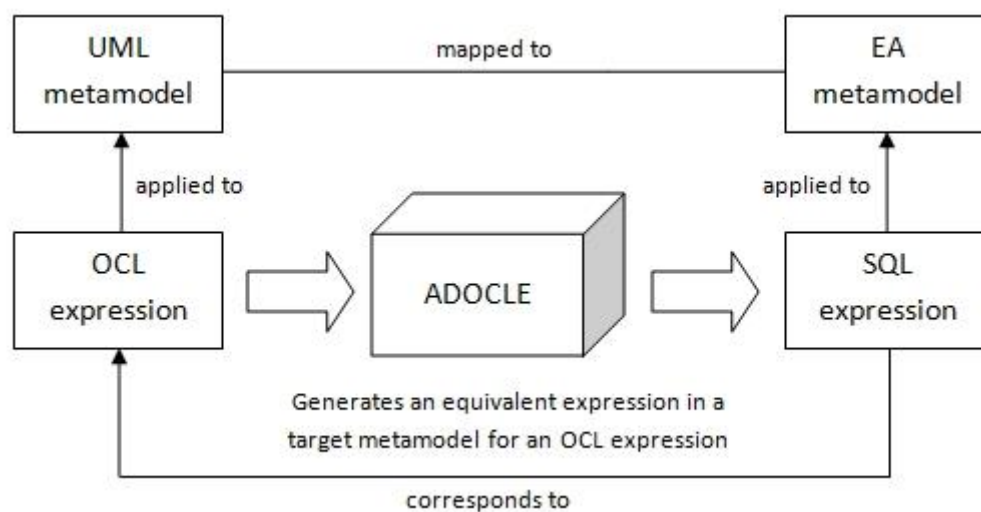 UML
metamodel
mapped to
EA
metamodel
applied to
applied to
OCL
expression
ADOCLE
SQL
expression
Generates an equivalent expression in a
target metamodel for an OCL expression
corresponds to